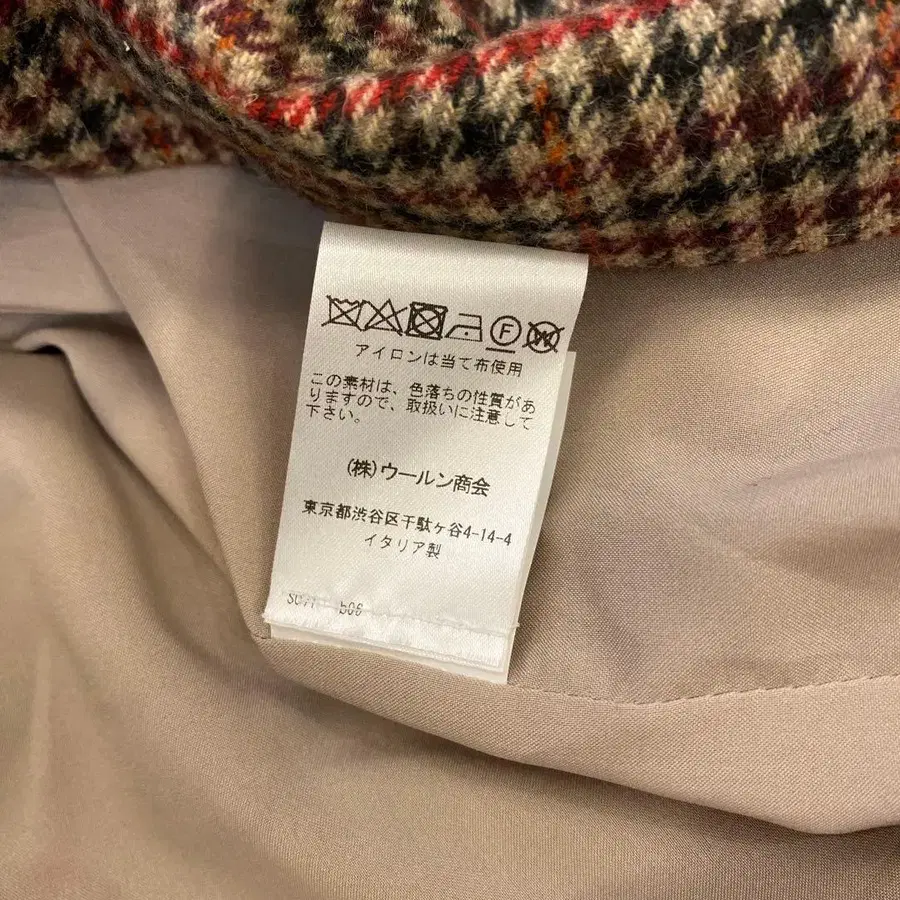 F W
アイロンは当て布使用
この素材は、色落ちの性質があ
りますので、取扱いに注意して
下さい。
(株)ウールン商会
東京都渋谷区千駄ヶ谷4-14-4
イタリア製